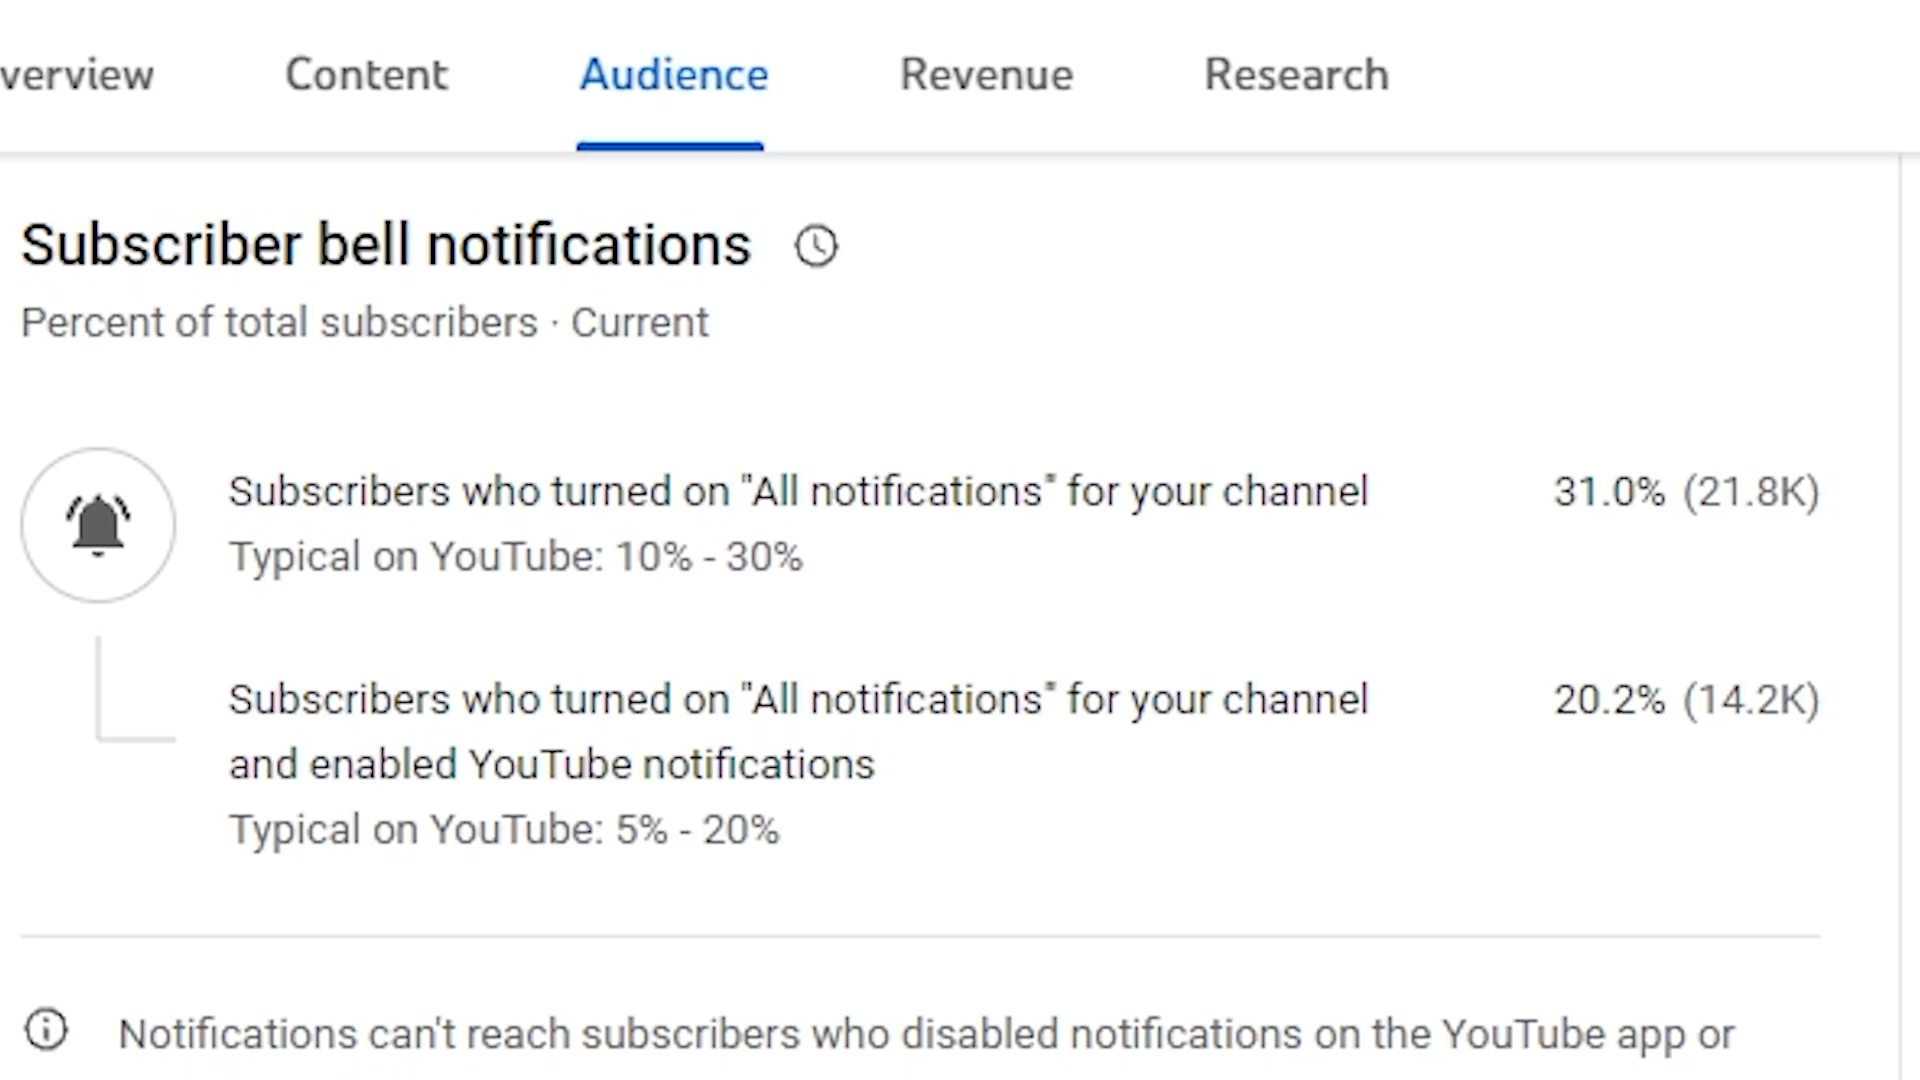 verview Content Audience Revenue Research
Subscriber bell notifications
Percent of total subscribers · Current
Subscribers who turned on "All notifications" for your channel 31.0% (21.8K)
Typical on YouTube: 10% - 30%
Subscribers who turned on "All notifications" for your channel 20.2% (14.2K)
and enabled YouTube notifications
Typical on YouTube: 5% - 20%
Notifications can't reach subscribers who disabled notifications on the YouTube app or